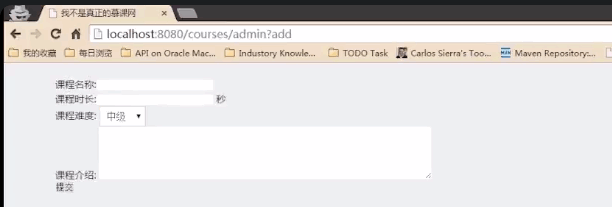 我不是真正的慕课网
localhost:8080/courses/admin?add
我的收藏 每日浏览 API on Oracle Mac... Industory Knowle... TODO Task Carlos Sierra's Too... Maven Repository:...
课程名称:
课程时长: 秒
课程难度: 中级
课程介绍:
提交